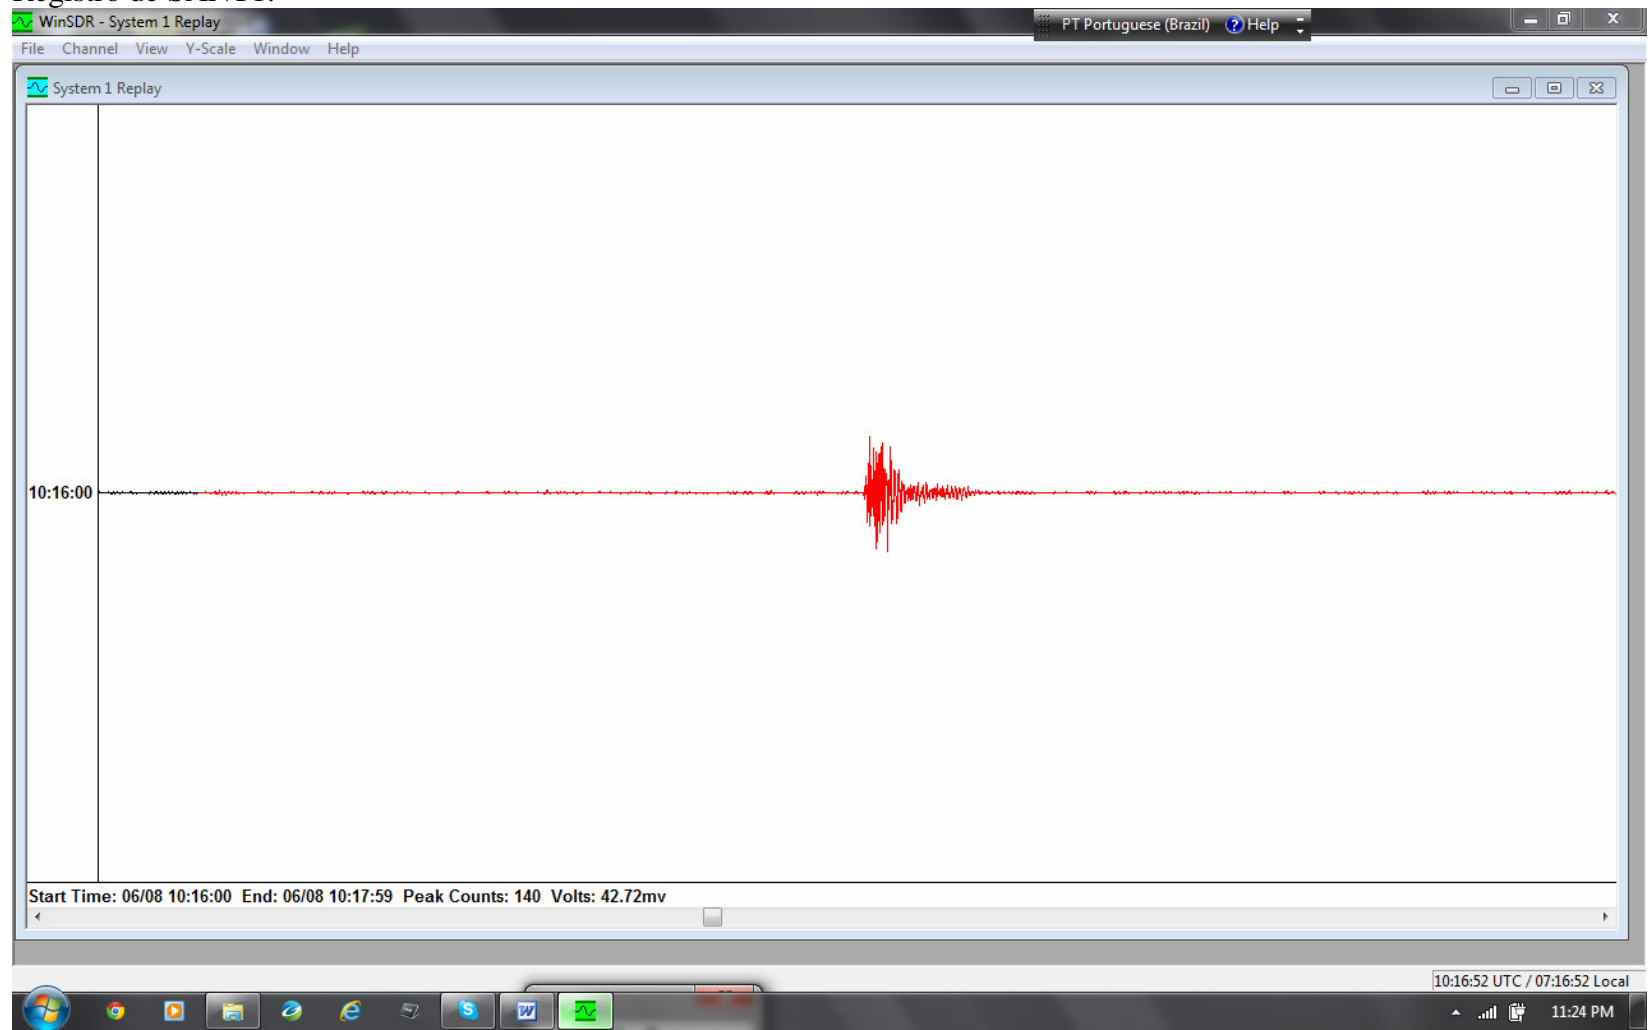 Registro de
WinSDR - System 1 Replay
PT Portuguese (Brazil) Help
File Channel View Y-Scale Window Help
System 1 Replay
10:16:00
Start Time: 06/08 10:16:00 End: 06/08 10:17:59 Peak Counts: 140 Volts: 42.72mv
10:16:52 UTC / 07:16:52 Local
11:24 PM